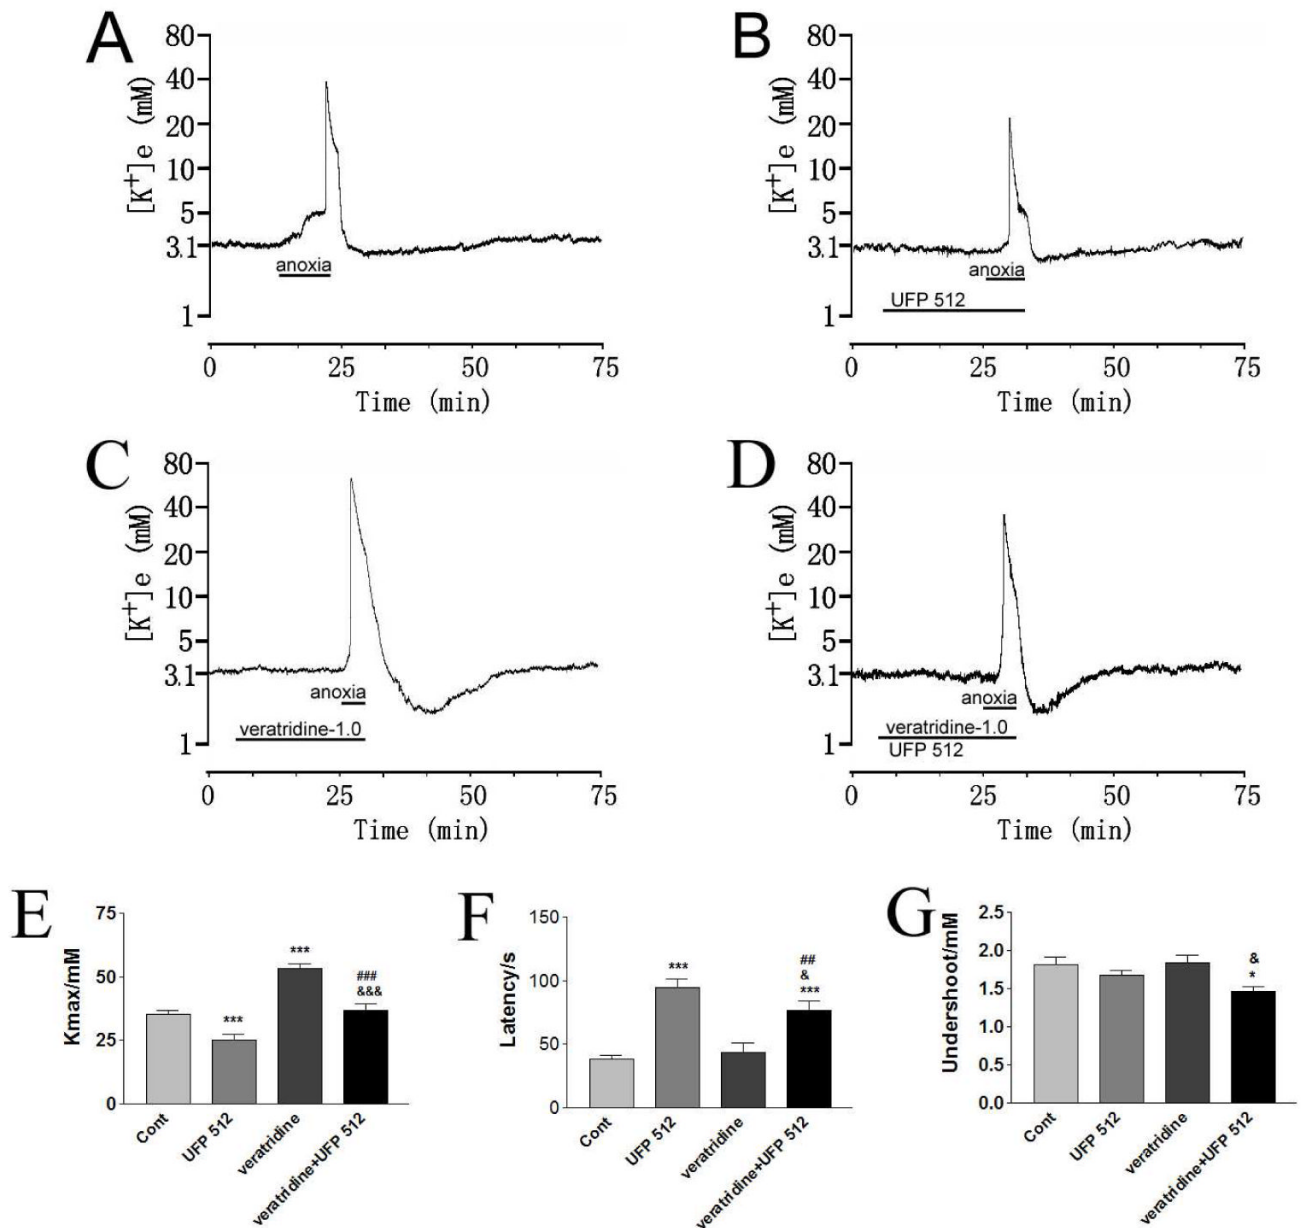 A
80
40
20
10
5
3.1
1
[K+]e (mM)
anoxia
0 25 50 75
Time (min)
B
80
40
20
10
5
3.1
1
[K+]e (mM)
anoxia
UFP 512
0 25 50 75
Time (min)
C
80
40
20
10
5
3.1
1
[K+]e (mM)
anoxia
veratridine-1.0
0 25 50 75
Time (min)
D
80
40
20
10
5
3.1
1
[K+]e (mM)
anoxia
veratridine-1.0
UFP 512
0 25 50 75
Time (min)
E
75
50
25
0
Kmax/mM
***
***
###
&&&
Cont
UFP 512
veratridine
veratridine+UFP 512
F
150
100
50
0
Latency/s
***
##
&
***
Cont
UFP 512
veratridine
veratridine+UFP 512
G
2.5
2.0
1.5
1.0
0.5
0.0
Undershoot/mM
&
*
Cont
UFP 512
veratridine
veratridine+UFP 512